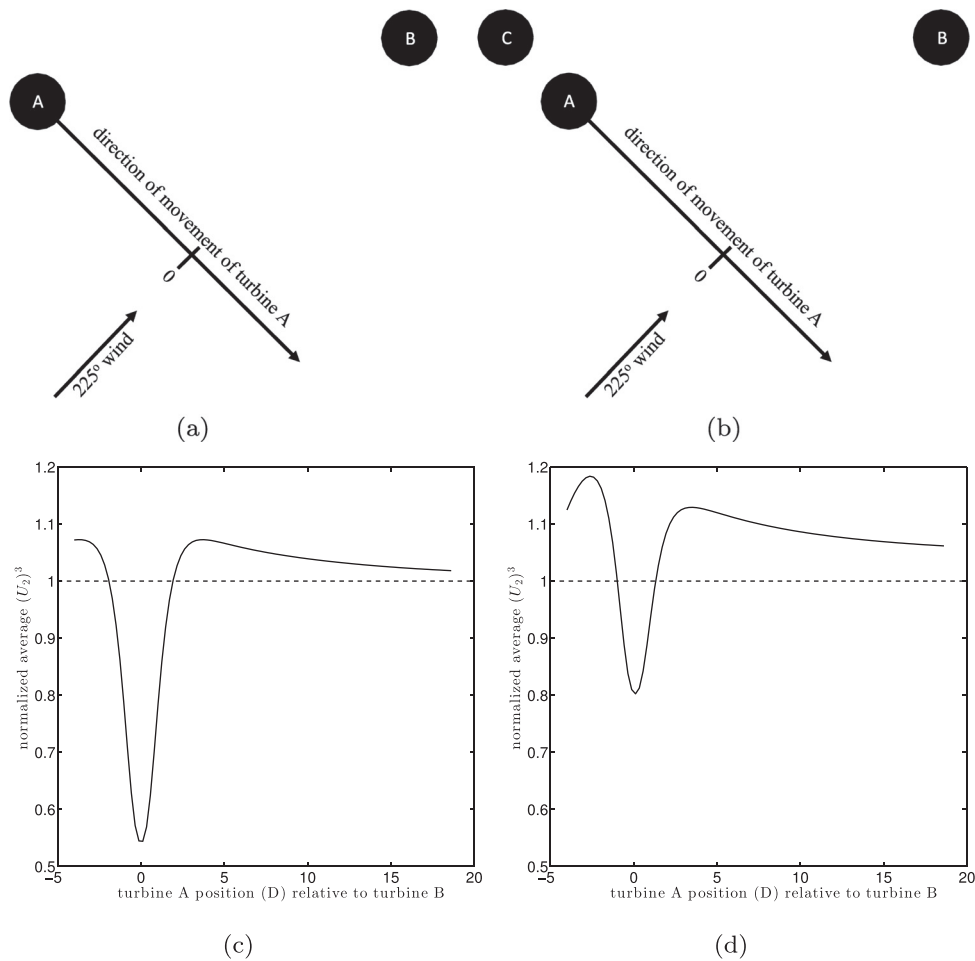 B
C
B
A
A
direction of movement of turbine A
direction of movement of turbine A
0
0
225° wind
225° wind
(a)
(b)
1.2
1.1
1
0.9
0.8
0.7
0.6
0.5
−5
0
5
10
15
20
normalized average (U₂)³
turbine A position (D) relative to turbine B
1.2
1.1
1
0.9
0.8
0.7
0.6
0.5
−5
0
5
10
15
20
normalized average (U₂)³
turbine A position (D) relative to turbine B
(c)
(d)